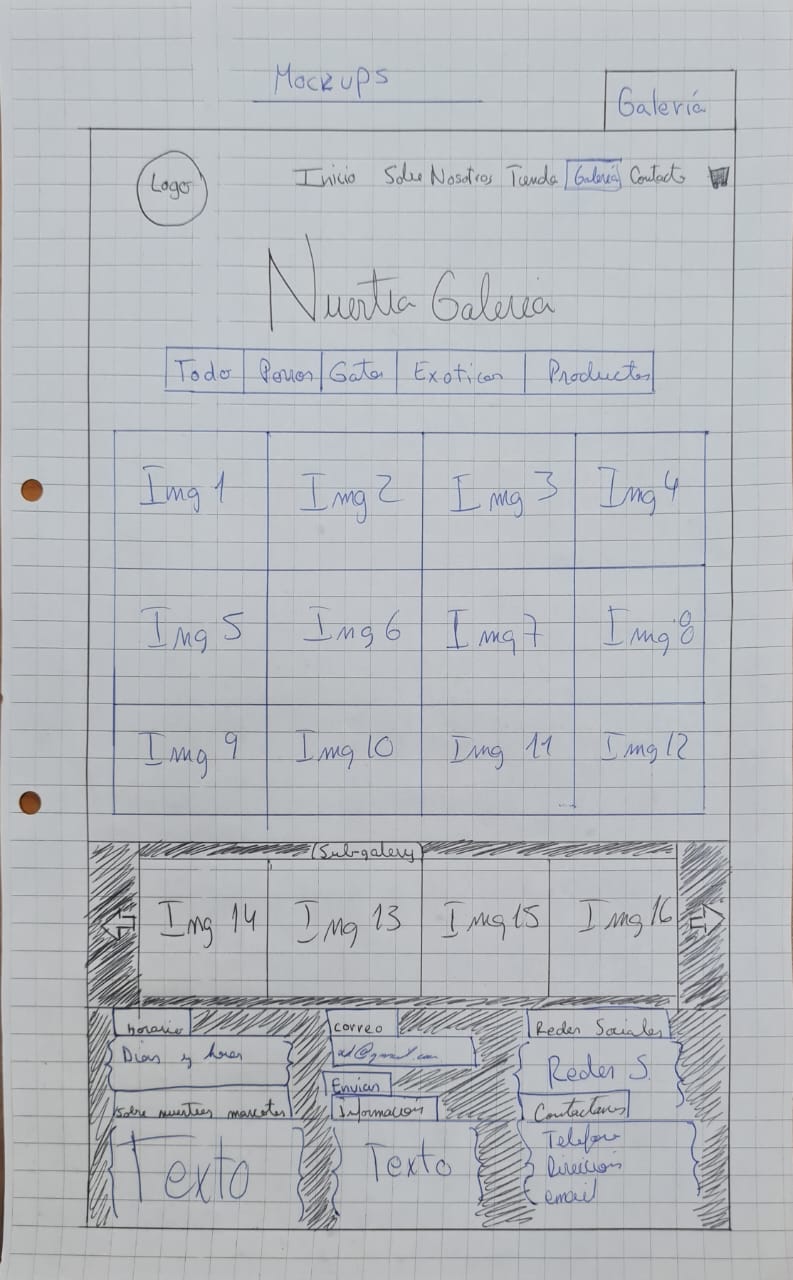 Mockups
Galería
Logo
Inicio Sobre Nosotros Tienda Galería Contacto
Nuestra Galeria
Todo Perros Gatos Exoticos Productos
Img 1 Img 2 Img 3 Img 4
Img 5 Img 6 Img 7 Img 8
Img 9 Img 10 Img 11 Img 12
(Sub-galery)
Img 14 Img 13 Img 15 Img 16
horario correo Redes Sociales
Dias y horas @gmail.com Redes S.
Enviar
Sobre nuestras mascotas Informacion Contactanos
Texto Texto Telefono
Direccion
email